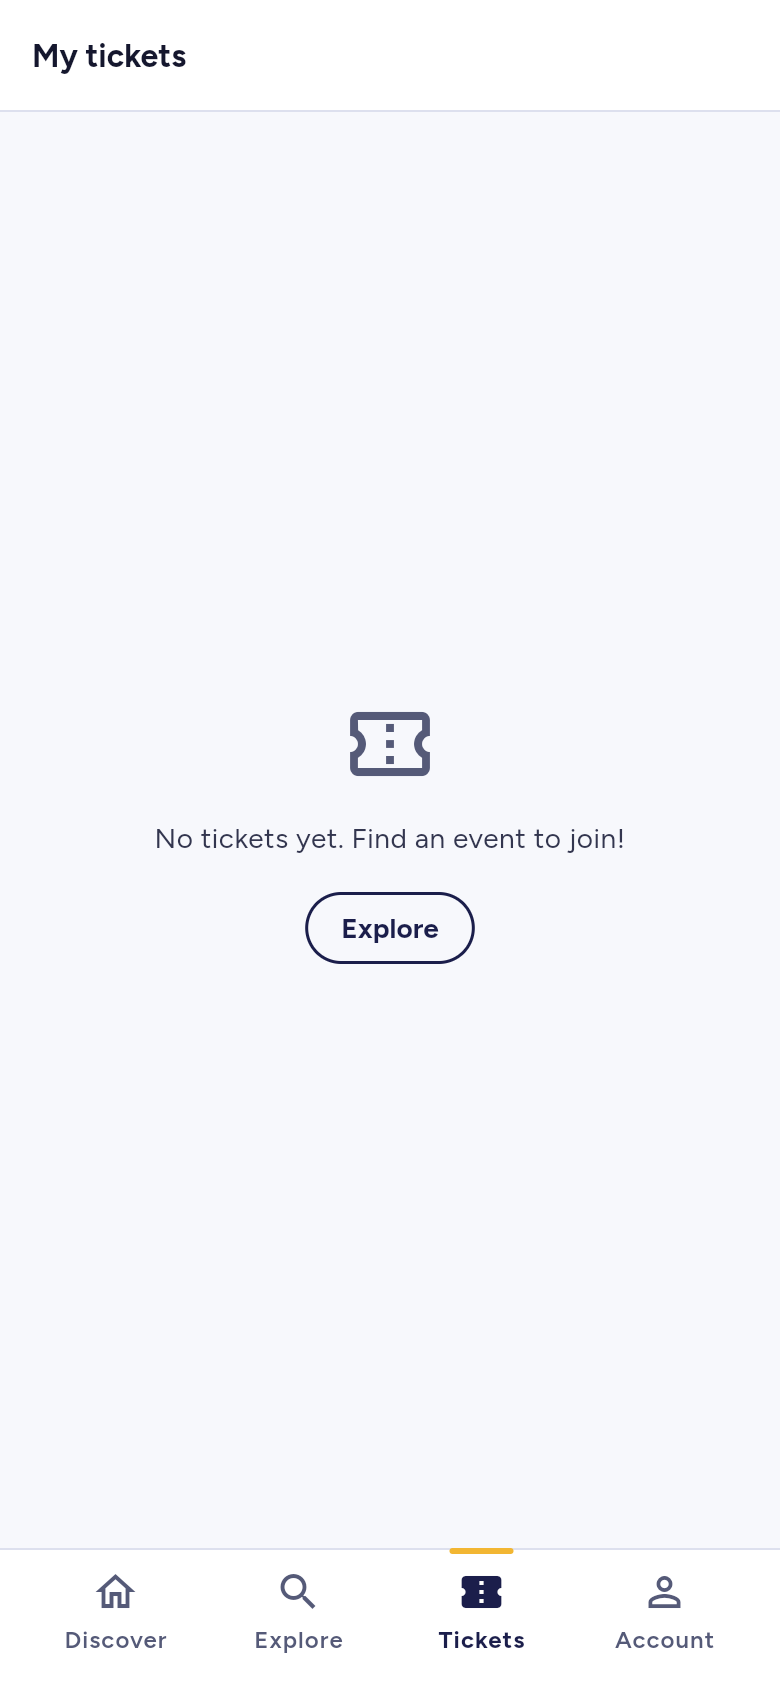 My tickets
No tickets yet. Find an event to join!
Explore
Discover
Explore
Tickets
Account